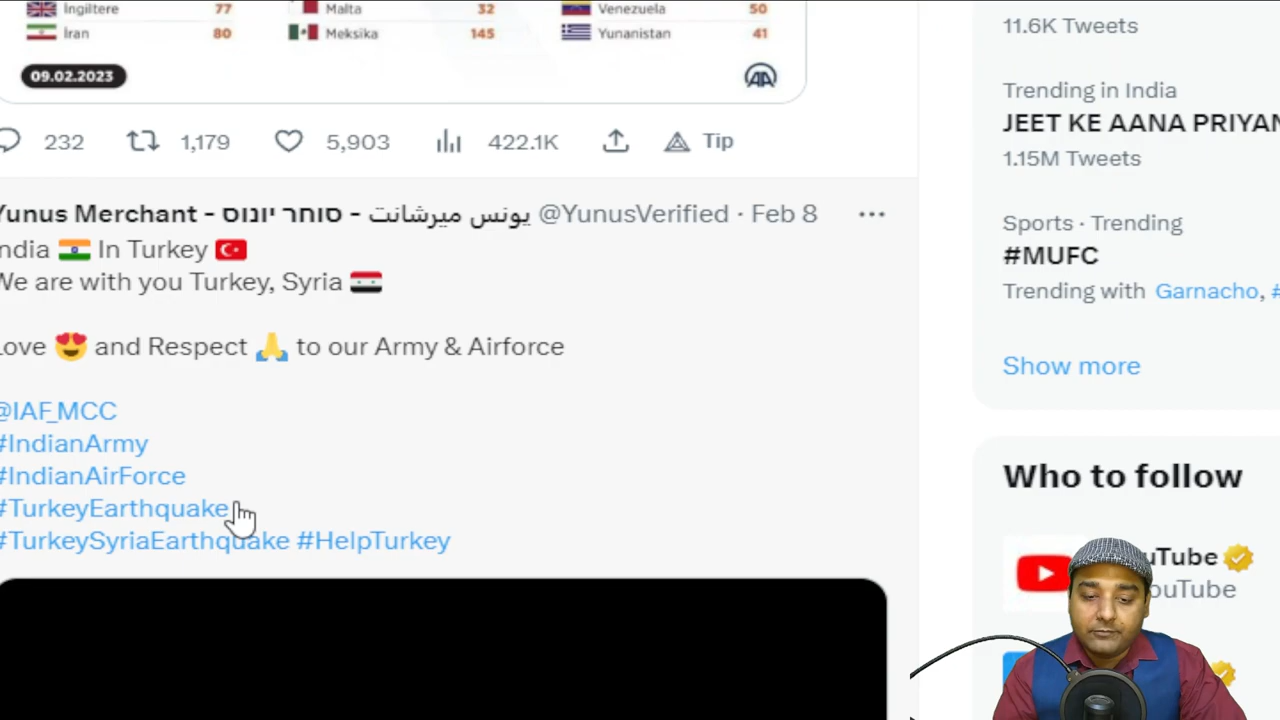 İngiltere 77 Malta 32 Venezuela 50
İran 80 Meksika 145 Yunanistan 41
09.02.2023 AA
232 1,179 5,903 422.1K Tip
Yunus Merchant - סוחר יונוס - يونس ميرشانت @YunusVerified · Feb 8 ...
ndia In Turkey
We are with you Turkey, Syria
Love and Respect to our Army & Airforce
@IAF_MCC
#IndianArmy
#IndianAirForce
#TurkeyEarthquake
#TurkeySyriaEarthquake #HelpTurkey
11.6K Tweets
Trending in India
JEET KE AANA PRIYAN
1.15M Tweets
Sports · Trending
#MUFC
Trending with Garnacho, #
Show more
Who to follow
uTube
ouTube